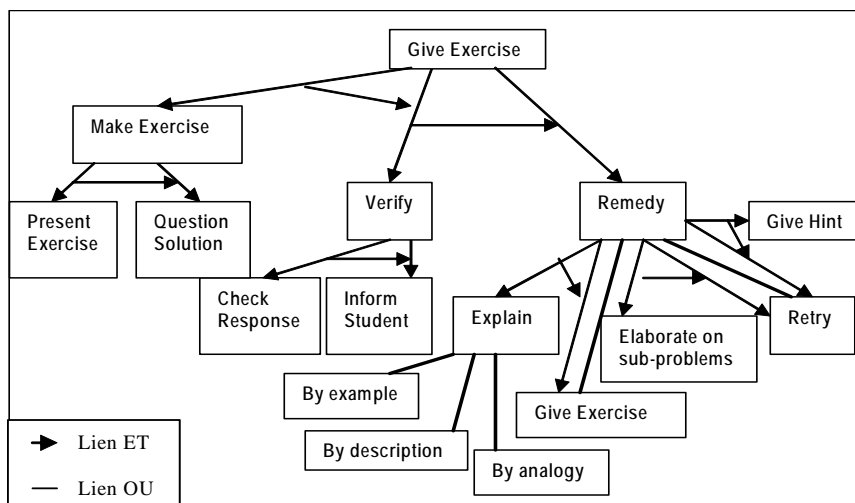 Give Exercise
Make Exercise
Verify
Remedy
Give Hint
Present
Exercise
Question
Solution
Check
Response
Inform
Student
Explain
Elaborate on
sub-problems
Retry
By example
Give Exercise
By description
By analogy
Lien ET
Lien OU